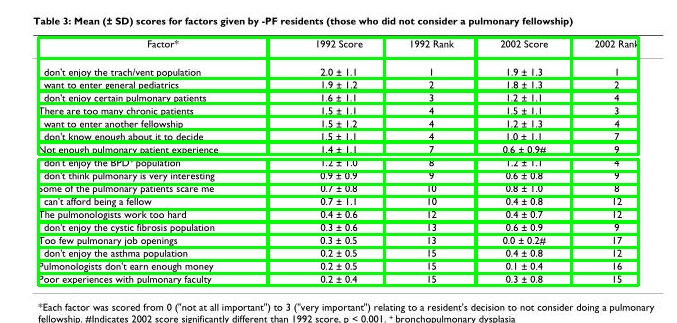 Table 3: Mean (± SD) scores for factors given by -PF residents (those who did not consider a pulmonary fellowship)
Factor* 1992 Score 1992 Rank 2002 Score 2002 Rank
don't enjoy the trach/vent population 2.0 ± 1.1 1 1.9 ± 1.3 1
want to enter general pediatrics 1.9 ± 1.2 2 1.8 ± 1.3 2
don't enjoy certain pulmonary patients 1.6 ± 1.1 3 1.2 ± 1.1 4
There are too many chronic patients 1.5 ± 1.1 4 1.5 ± 1.1 3
want to enter another fellowship 1.5 ± 1.2 4 1.2 ± 1.3 4
don't know enough about it to decide 1.5 ± 1.1 4 1.0 ± 1.1 7
Not enough pulmonary patient experience 1.4 ± 1.1 7 0.6 ± 0.9# 9
don't enjoy the BPD⁺ population 1.2 ± 1.0 8 1.2 ± 1.1 4
don't think pulmonary is very interesting 0.9 ± 0.9 9 0.6 ± 0.8 9
Some of the pulmonary patients scare me 0.7 ± 0.8 10 0.8 ± 1.0 8
can't afford being a fellow 0.7 ± 1.1 10 0.4 ± 0.8 12
The pulmonologists work too hard 0.4 ± 0.6 12 0.4 ± 0.7 12
don't enjoy the cystic fibrosis population 0.3 ± 0.6 13 0.6 ± 0.9 9
Too few pulmonary job openings 0.3 ± 0.5 13 0.0 ± 0.2# 17
don't enjoy the asthma population 0.2 ± 0.5 15 0.4 ± 0.8 12
Pulmonologists don't earn enough money 0.2 ± 0.5 15 0.1 ± 0.4 16
Poor experiences with pulmonary faculty 0.2 ± 0.4 15 0.3 ± 0.8 15
*Each factor was scored from 0 ("not at all important") to 3 ("very important") relating to a resident's decision to not consider doing a pulmonary
fellowship. #Indicates 2002 score significantly different than 1992 score, p < 0.001. ⁺ bronchopulmonary dysplasia